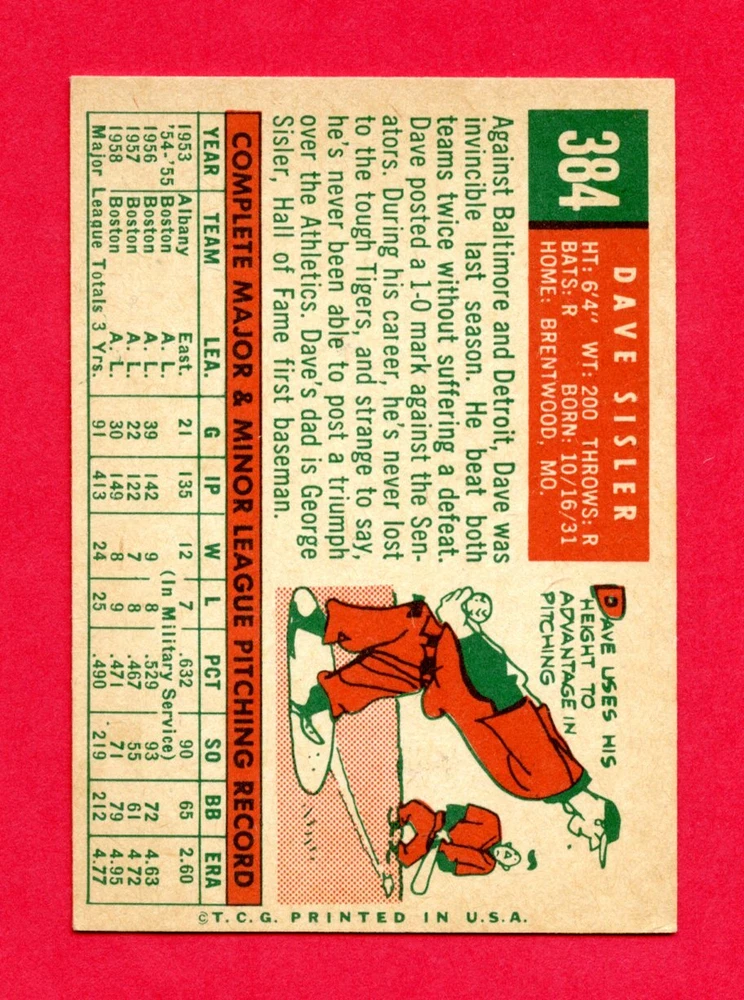 384
DAVE SISLER
HT: 6'4" WT: 200 THROWS: R
BATS: R BORN: 10/16/31
HOME: BRENTWOOD, MO.
Against Baltimore and Detroit, Dave was
invincible last season. He beat both
teams twice without suffering a defeat.
Dave posted a 1-0 mark against the Sen-
ators. During his career, he's never lost
to the tough Tigers, and strange to say,
he's never been able to post a triumph
over the Athletics. Dave's dad is George
Sisler, Hall of Fame first baseman.
DAVE USES HIS
HEIGHT TO
ADVANTAGE IN
PITCHING
COMPLETE MAJOR & MINOR LEAGUE PITCHING RECORD
YEAR TEAM LEA. G IP W L PCT SO BB ERA
1953 Albany East. 21 135 12 7 .632 90 65 2.60
'54-'55 Boston A. L. (In Military Service)
1956 Boston A. L. 39 142 9 8 .529 93 72 4.63
1957 Boston A. L. 22 122 7 8 .467 55 61 4.72
1958 Boston A. L. 30 149 8 9 .471 71 79 4.95
Major League Totals 3 Yrs. 91 413 24 25 .490 219 212 4.77
©T.C.G. PRINTED IN U.S.A.